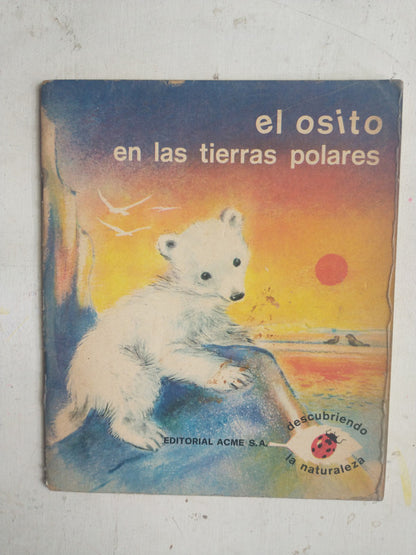 el osito
en las tierras polares
descubriendo
la naturaleza
EDITORIAL ACME S.A.